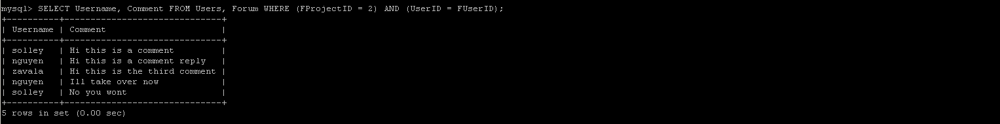 mysql> SELECT Username, Comment FROM Users, Forum WHERE (FProjectID = 2) AND (UserID = FUserID);
+----------+------------------------------+
| Username | Comment                      |
+----------+------------------------------+
| solley   | Hi this is a comment         |
| nguyen   | Hi this is a comment reply   |
| zavala   | Hi this is the third comment |
| nguyen   | Ill take over now            |
| solley   | No you wont                  |
+----------+------------------------------+
5 rows in set (0.00 sec)